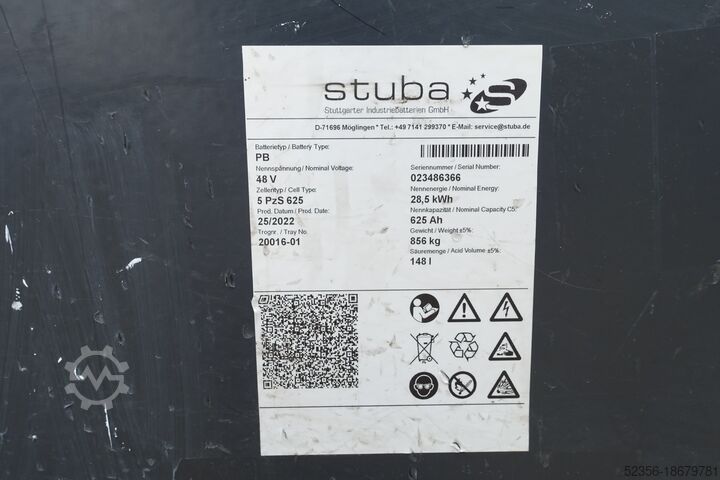 stuba
Stuttgarter Industriebatterien GmbH
D-71696 Möglingen * Tel.: +49 7141 299370 * E-Mail: service@stuba.de
Batterietyp / Battery Type:
PB
Nennspannung / Nominal Voltage:
48 V
Zellentyp / Cell Type:
5 PzS 625
Prod. Datum / Prod. Date:
25/2022
Trognr. / Tray No.
20016-01
Seriennummer / Serial Number:
023486366
Nennenergie / Nominal Energy:
28,5 kWh
Nennkapazität / Nominal Capacity C5:
625 Ah
Gewicht / Weight ±5%:
856 kg
Säuremenge / Acid Volume ±5%:
148 l
52356-18679781